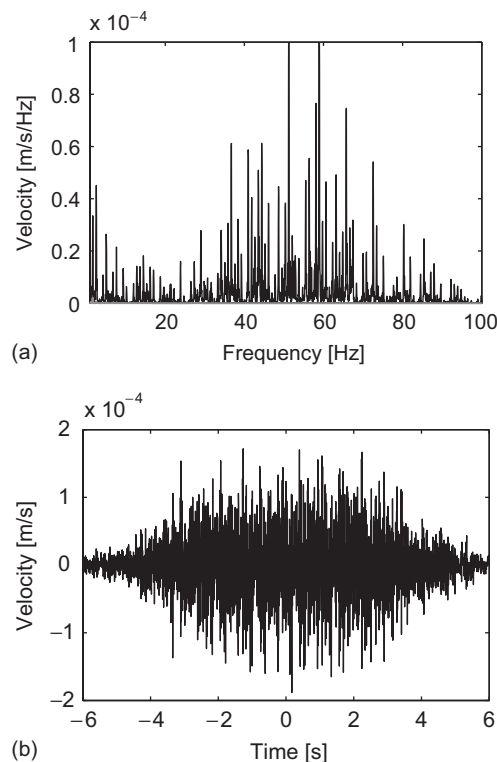 x 10−4
1
0.8
0.6
0.4
0.2
0
Velocity [m/s/Hz]
20 40 60 80 100
Frequency [Hz]
(a)
x 10−4
2
1
0
−1
−2
Velocity [m/s]
−6 −4 −2 0 2 4 6
Time [s]
(b)